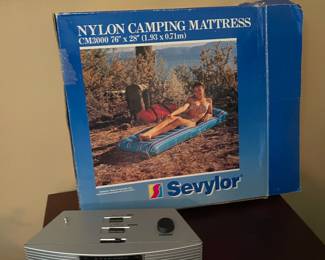 NYLON CAMPING MATTRESS
CM3000 76" x 28" (1.93 x 0.71m)
Sevylor®